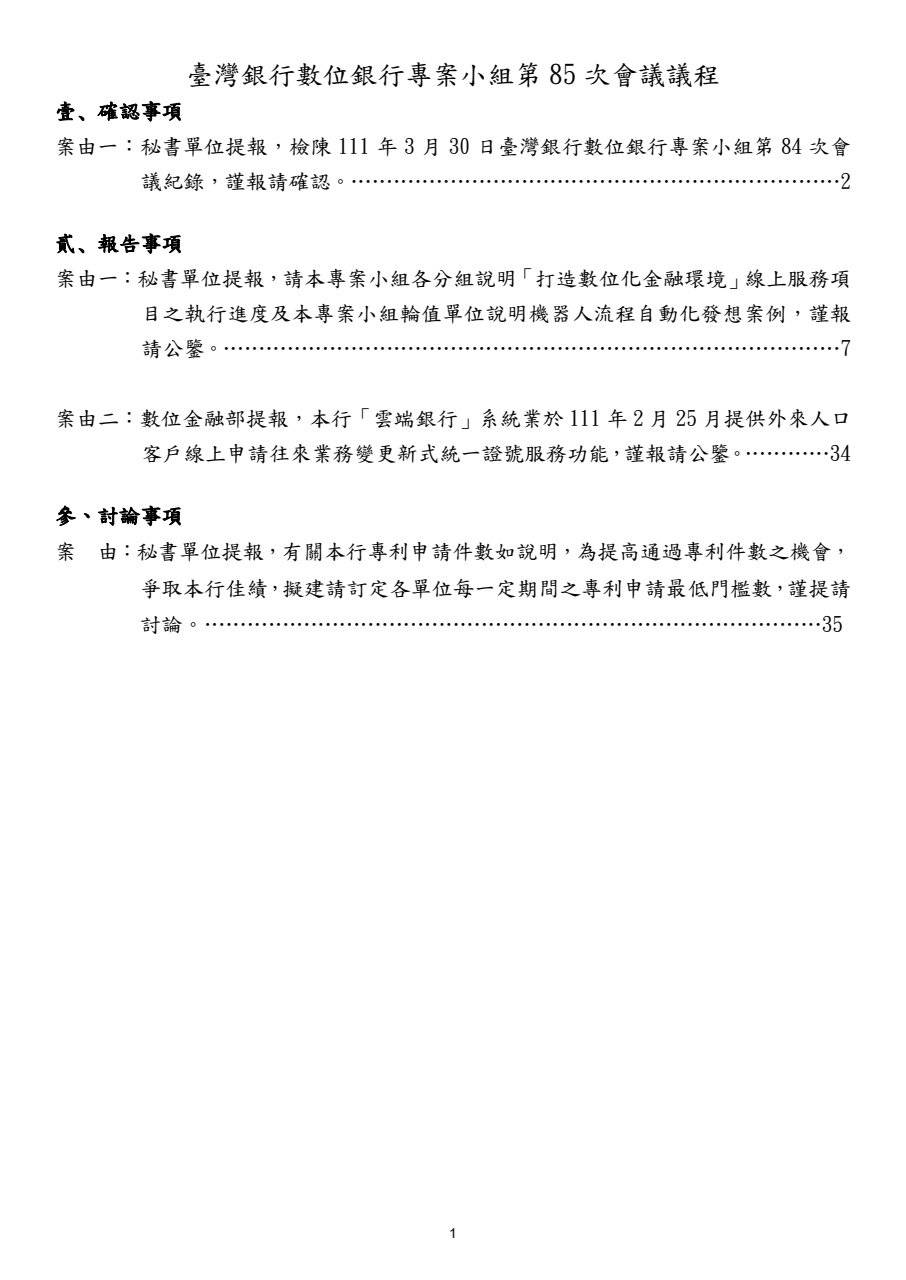 臺灣銀行數位銀行專案小組第 85 次會議議程
壹、確認事項
案由一：秘書單位提報，檢陳 111 年 3 月 30 日臺灣銀行數位銀行專案小組第 84 次會
議紀錄，謹報請確認。……………………………………………………………2
貳、報告事項
案由一：秘書單位提報，請本專案小組各分組說明「打造數位化金融環境」線上服務項
目之執行進度及本專案小組輪值單位說明機器人流程自動化發想案例，謹報
請公鑒。……………………………………………………………………………7
案由二：數位金融部提報，本行「雲端銀行」系統業於 111 年 2 月 25 月提供外來人口
客戶線上申請往來業務變更新式統一證號服務功能，謹報請公鑒。…………34
參、討論事項
案　由：秘書單位提報，有關本行專利申請件數如說明，為提高通過專利件數之機會，
爭取本行佳績，擬建請訂定各單位每一定期間之專利申請最低門檻數，謹提請
討論。……………………………………………………………………………35
1